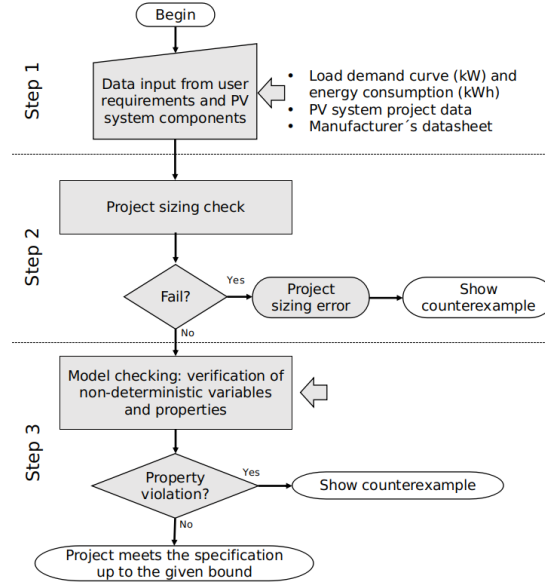 Begin
Step 1
Data input from user
requirements and PV
system components
• Load demand curve (kW) and
energy consumption (kWh)
• PV system project data
• Manufacturer´s datasheet
Step 2
Project sizing check
Fail?
Yes
Project
sizing error
Show
counterexample
No
Step 3
Model checking: verification of
non-deterministic variables
and properties
Property
violation?
Yes
Show counterexample
No
Project meets the specification
up to the given bound